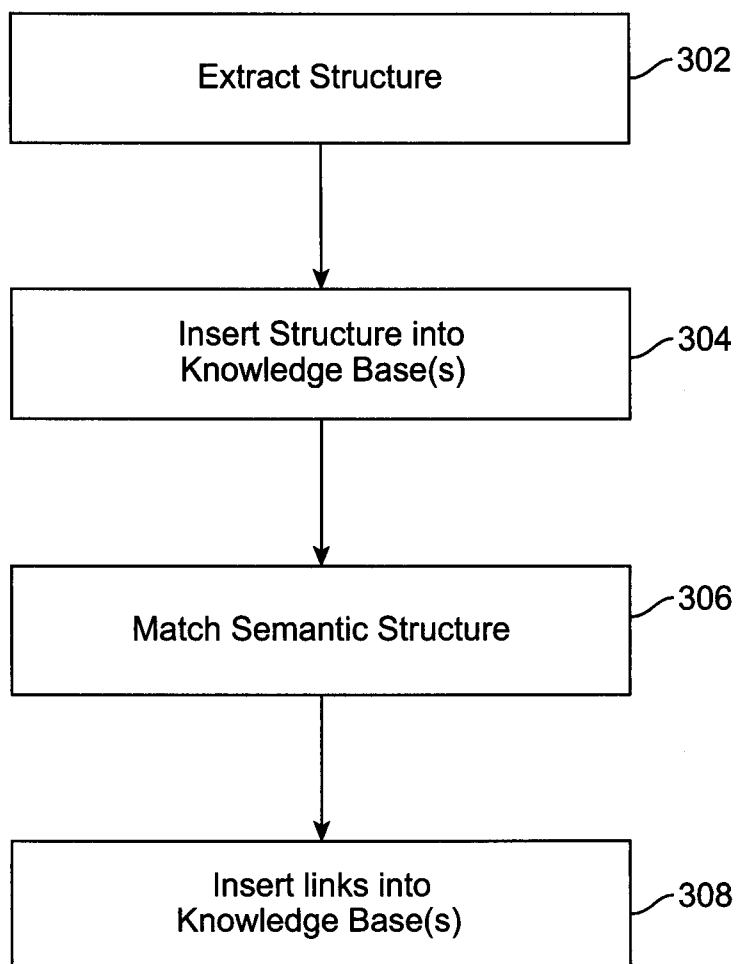 Extract Structure
302
Insert Structure into
Knowledge Base(s)
304
Match Semantic Structure
306
Insert links into
Knowledge Base(s)
308